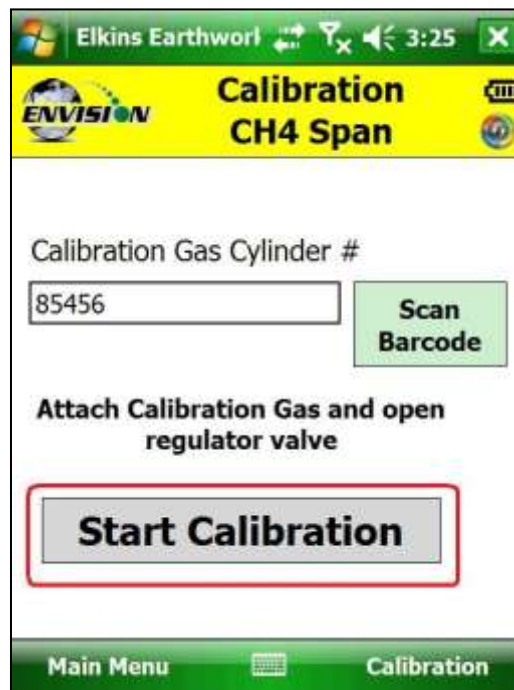 Elkins Earthworl
3:25
ENVISION
Calibration
CH4 Span
Calibration Gas Cylinder #
85456
Scan
Barcode
Attach Calibration Gas and open
regulator valve
Start Calibration
Main Menu
Calibration